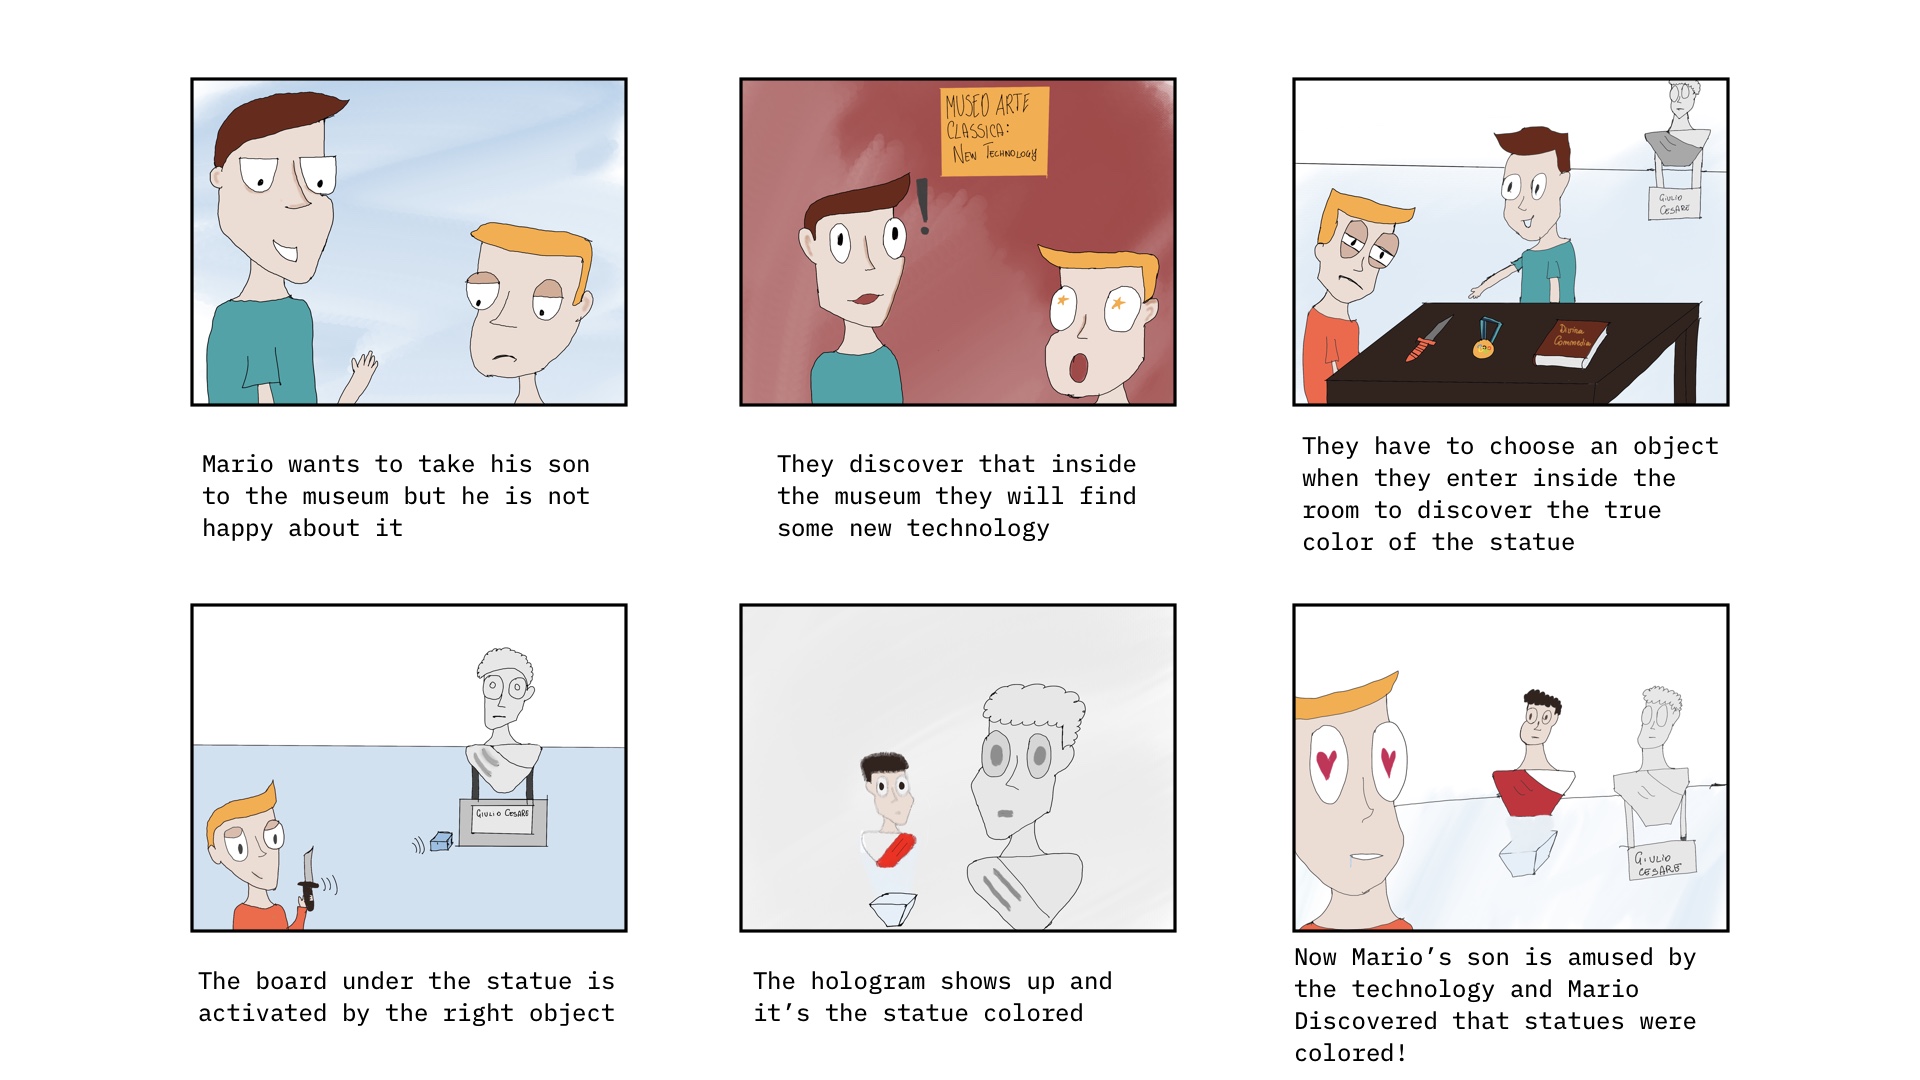 MUSEO ARTE
CLASSICA:
NEW TECHNOLOGY
GIULIO
CESARE
Divina
Commedia
Mario wants to take his son
to the museum but he is not
happy about it
They discover that inside
the museum they will find
some new technology
They have to choose an object
when they enter inside the
room to discover the true
color of the statue
GIULIO CESARE
GIULIO
CESARE
The board under the statue is
activated by the right object
The hologram shows up and
it’s the statue colored
Now Mario’s son is amused by
the technology and Mario
Discovered that statues were
colored!